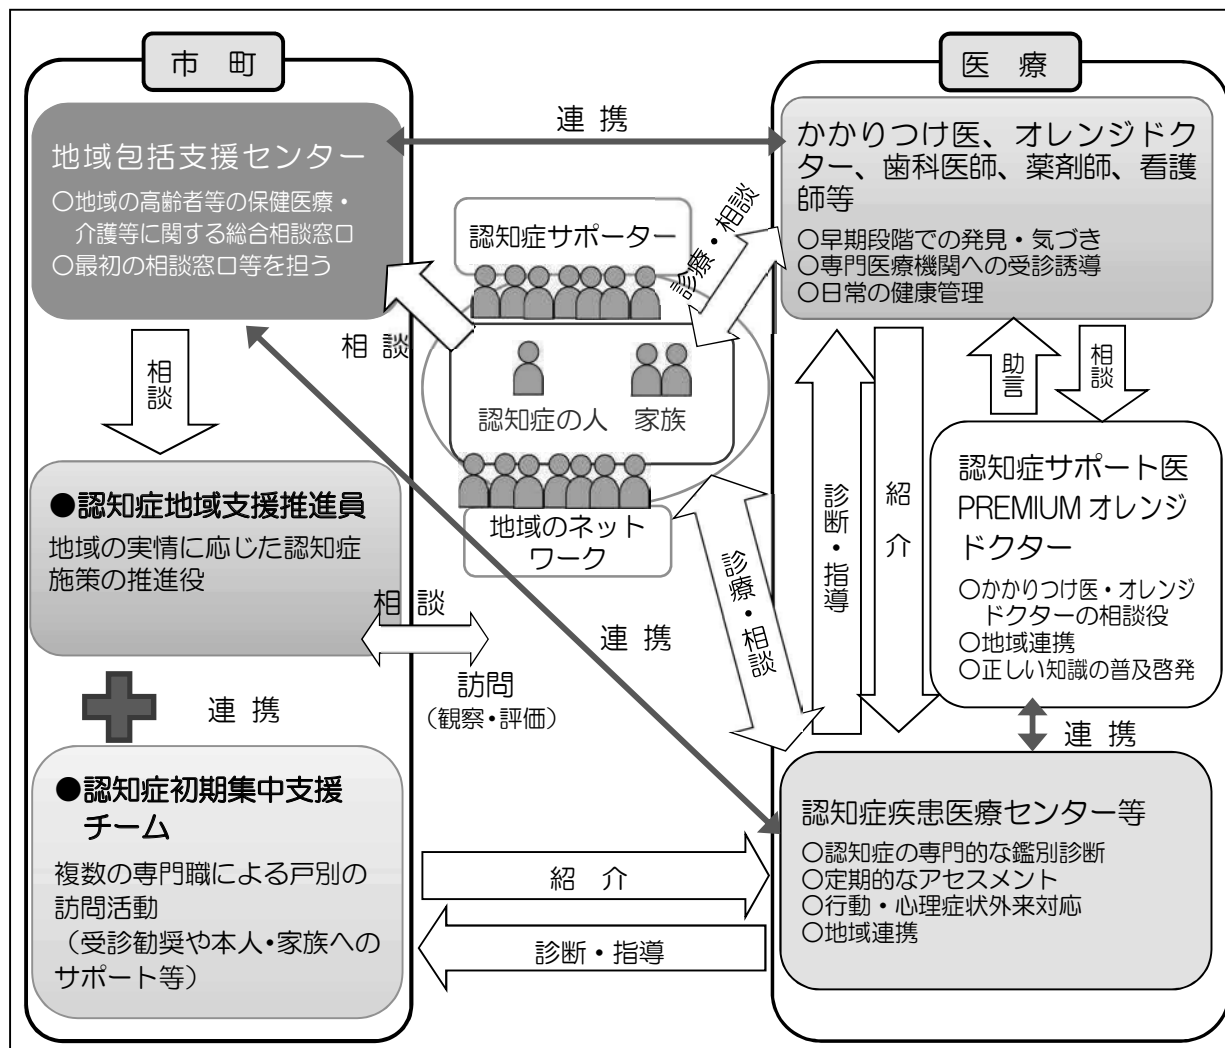 市 町
地域包括支援センター
○地域の高齢者等の保健医療・
介護等に関する総合相談窓口
○最初の相談窓口等を担う
相談
●認知症地域支援推進員
地域の実情に応じた認知症
施策の推進役
連 携
●認知症初期集中支援
チーム
複数の専門職による戸別の
訪問活動
（受診勧奨や本人・家族への
サポート等）
連 携
認知症サポーター
相 談
診療・相談
認知症の人
家族
地域のネット
ワーク
相 談
訪問
（観察・評価）
連 携
診療・相談
紹 介
診断・指導
医 療
かかりつけ医、オレンジドク
ター、歯科医師、薬剤師、看護
師等
○早期段階での発見・気づき
○専門医療機関への受診誘導
○日常の健康管理
診断・指導
紹 介
助言
相談
認知症サポート医
PREMIUM オレンジ
ドクター
○かかりつけ医・オレンジ
ドクターの相談役
○地域連携
○正しい知識の普及啓発
連 携
認知症疾患医療センター等
○認知症の専門的な鑑別診断
○定期的なアセスメント
○行動・心理症状外来対応
○地域連携